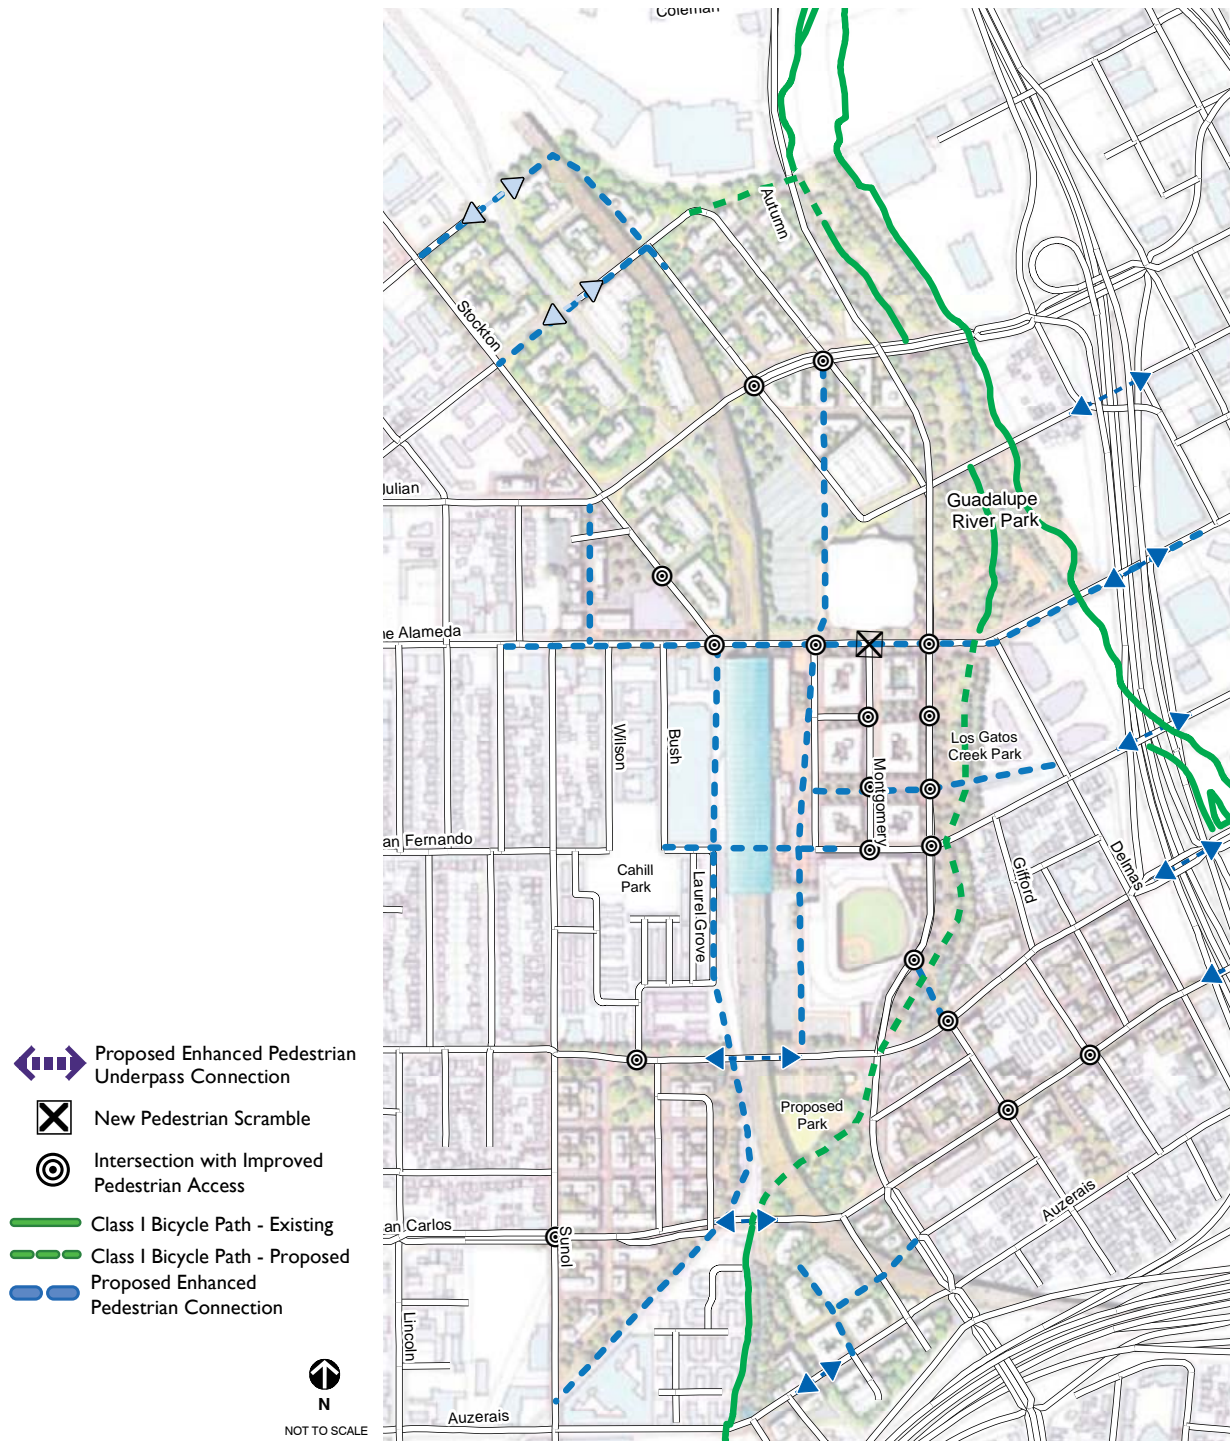 Coleman
Autumn
Stockton
Julian
Guadalupe
River Park
he Alameda
Wilson
Bush
Los Gatos
Creek Park
Montgomery
an Fernando
Cahill
Park
Laurel Grove
Gifford
Delmas
Proposed
Park
Auzerais
an Carlos
Sunol
Lincoln
Auzerais
Proposed Enhanced Pedestrian
Underpass Connection
New Pedestrian Scramble
Intersection with Improved
Pedestrian Access
Class I Bicycle Path - Existing
Class I Bicycle Path - Proposed
Proposed Enhanced
Pedestrian Connection
N
NOT TO SCALE